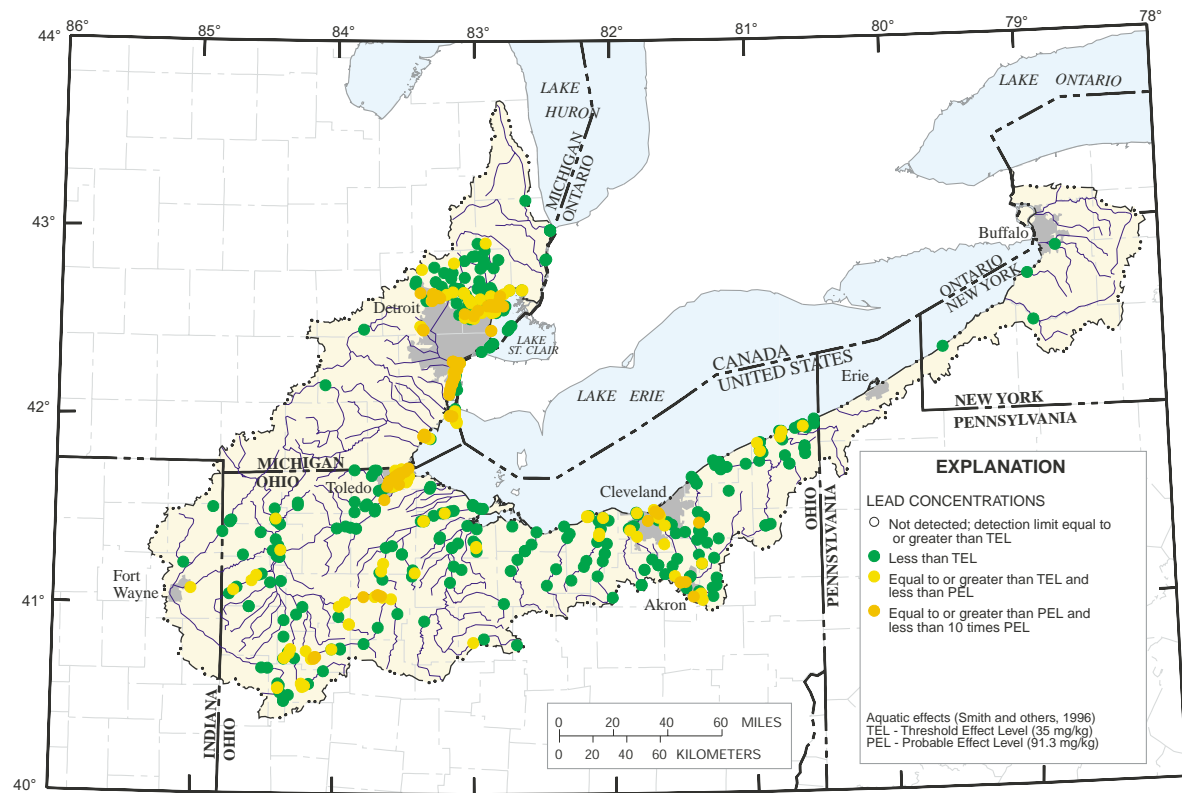 86°
85°
84°
83°
82°
81°
80°
79°
78°
44°
43°
42°
41°
40°
LAKE
HURON
LAKE ONTARIO
MICHIGAN
ONTARIO
Buffalo
ONTARIO
NEW YORK
Detroit
LAKE
ST. CLAIR
CANADA
UNITED STATES
LAKE ERIE
Erie
NEW YORK
PENNSYLVANIA
MICHIGAN
OHIO
Toledo
Cleveland
OHIO
PENNSYLVANIA
Fort
Wayne
Akron
INDIANA
OHIO
EXPLANATION
LEAD CONCENTRATIONS
Not detected; detection limit equal to
or greater than TEL
Less than TEL
Equal to or greater than TEL and
less than PEL
Equal to or greater than PEL and
less than 10 times PEL
Aquatic effects (Smith and others, 1996)
TEL - Threshold Effect Level (35 mg/kg)
PEL - Probable Effect Level (91.3 mg/kg)
0 20 40 60 MILES
0 20 40 60 KILOMETERS